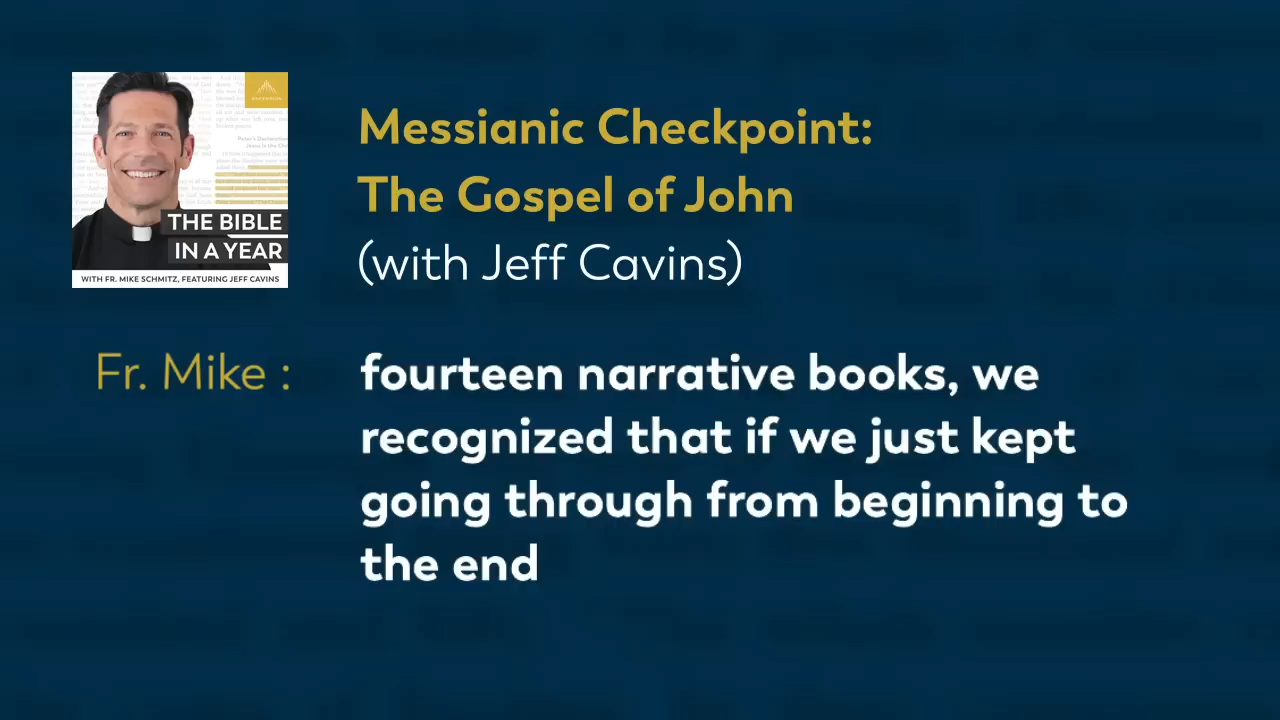 Messianic Checkpoint:
The Gospel of John
(with Jeff Cavins)
THE BIBLE
IN A YEAR
WITH FR. MIKE SCHMITZ, FEATURING JEFF CAVINS
Fr. Mike :
fourteen narrative books, we
recognized that if we just kept
going through from beginning to
the end